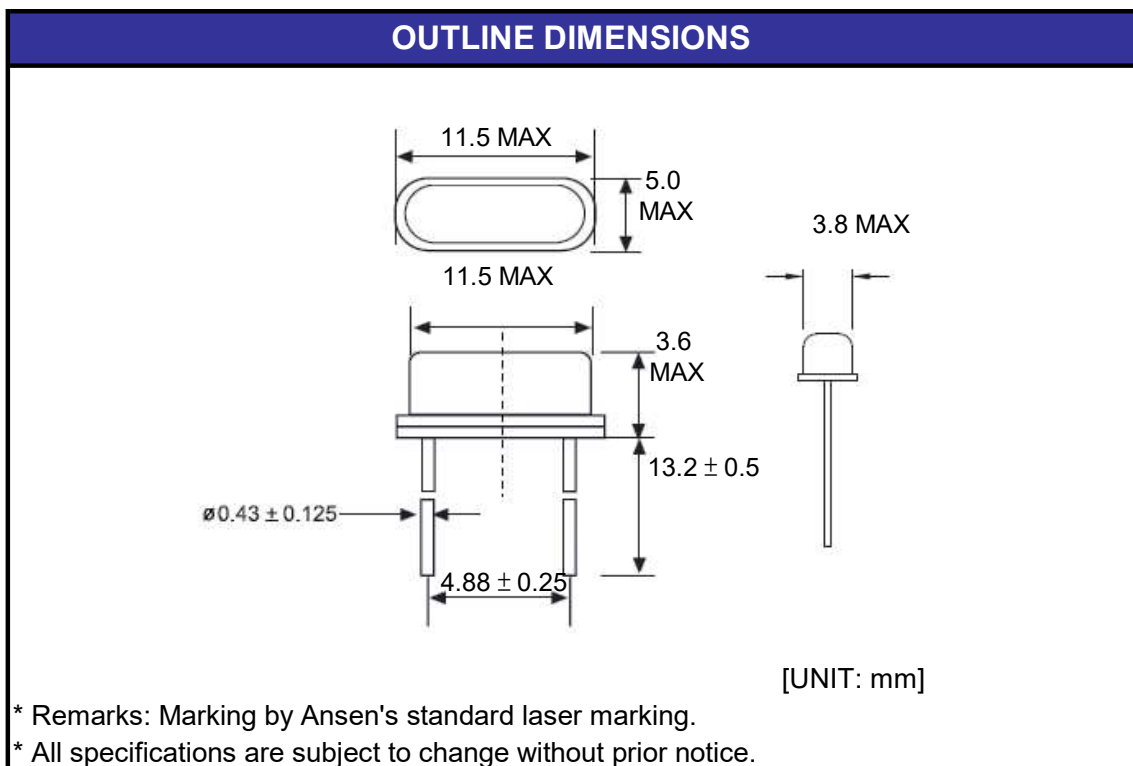 OUTLINE DIMENSIONS
11.5 MAX
5.0
MAX
3.8 MAX
11.5 MAX
3.6
MAX
13.2 ± 0.5
ø0.43 ± 0.125
4.88 ± 0.25
[UNIT: mm]
* Remarks: Marking by Ansen's standard laser marking.
* All specifications are subject to change without prior notice.